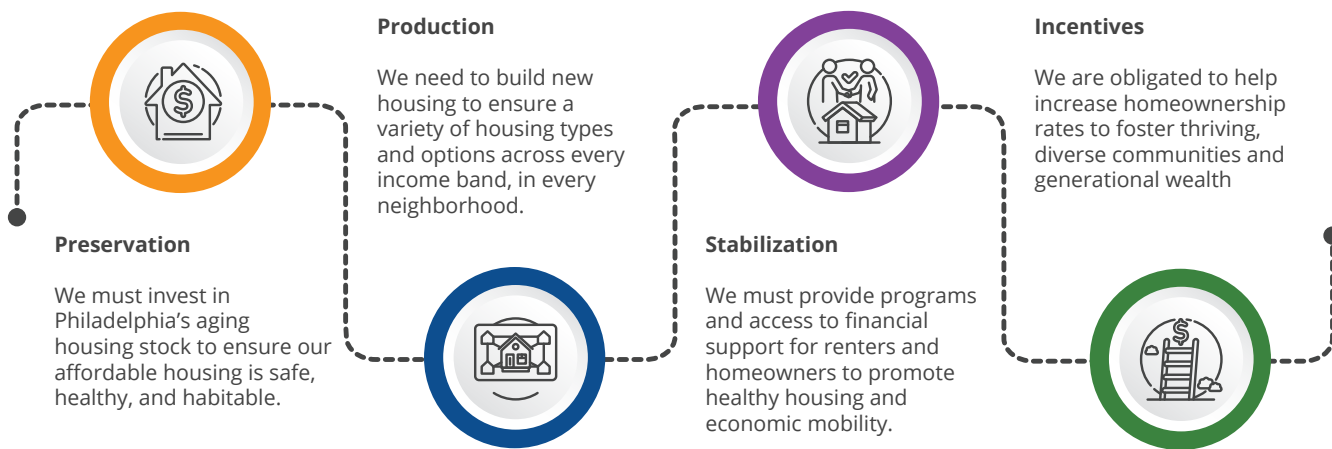 Preservation
We must invest in
Philadelphia’s aging
housing stock to ensure our
affordable housing is safe,
healthy, and habitable.
Production
We need to build new
housing to ensure a
variety of housing types
and options across every
income band, in every
neighborhood.
Stabilization
We must provide programs
and access to financial
support for renters and
homeowners to promote
healthy housing and
economic mobility.
Incentives
We are obligated to help
increase homeownership
rates to foster thriving,
diverse communities and
generational wealth
$
$